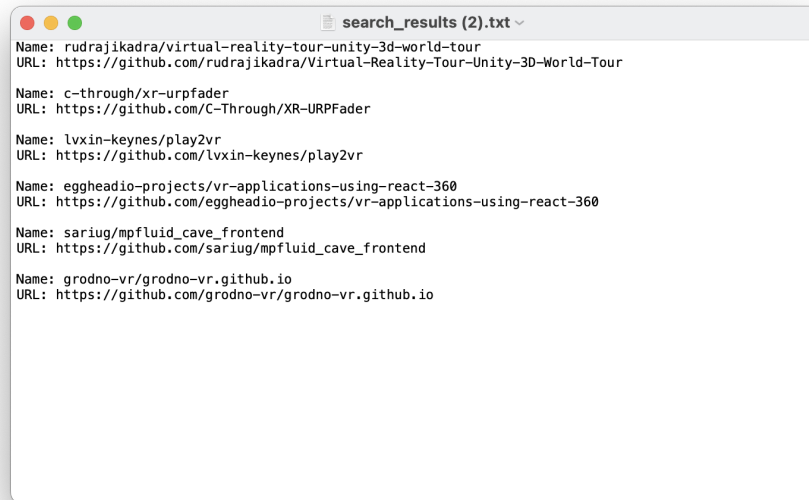 search_results (2).txt
Name: rudrajikadra/virtual-reality-tour-unity-3d-world-tour
URL: https://github.com/rudrajikadra/Virtual-Reality-Tour-Unity-3D-World-Tour
Name: c-through/xr-urpfader
URL: https://github.com/C-Through/XR-URPFader
Name: lvxin-keynes/play2vr
URL: https://github.com/lvxin-keynes/play2vr
Name: eggheadio-projects/vr-applications-using-react-360
URL: https://github.com/eggheadio-projects/vr-applications-using-react-360
Name: sariug/mpfluid_cave_frontend
URL: https://github.com/sariug/mpfluid_cave_frontend
Name: grodno-vr/grodno-vr.github.io
URL: https://github.com/grodno-vr/grodno-vr.github.io